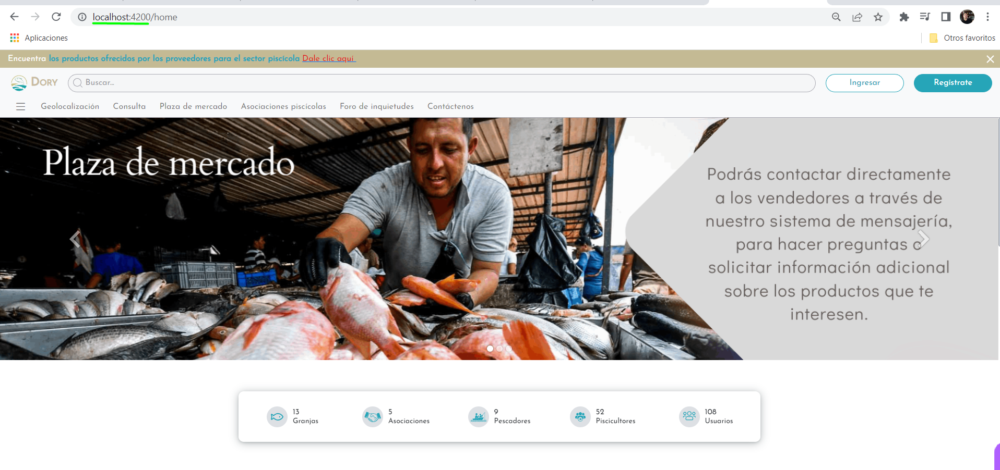 localhost:4200/home
Aplicaciones
Otros favoritos
Encuentra los productos ofrecidos por los proveedores para el sector piscícola Dale clic aquí
DORY
Buscar...
Ingresar
Regístrate
Geolocalización Consulta Plaza de mercado Asociaciones piscícolas Foro de inquietudes Contáctenos
Plaza de mercado
Podrás contactar directamente
a los vendedores a través de
nuestro sistema de mensajería,
para hacer preguntas o
solicitar información adicional
sobre los productos que te
interesen.
13
Granjas
5
Asociaciones
9
Pescadores
52
Piscicultores
108
Usuarios